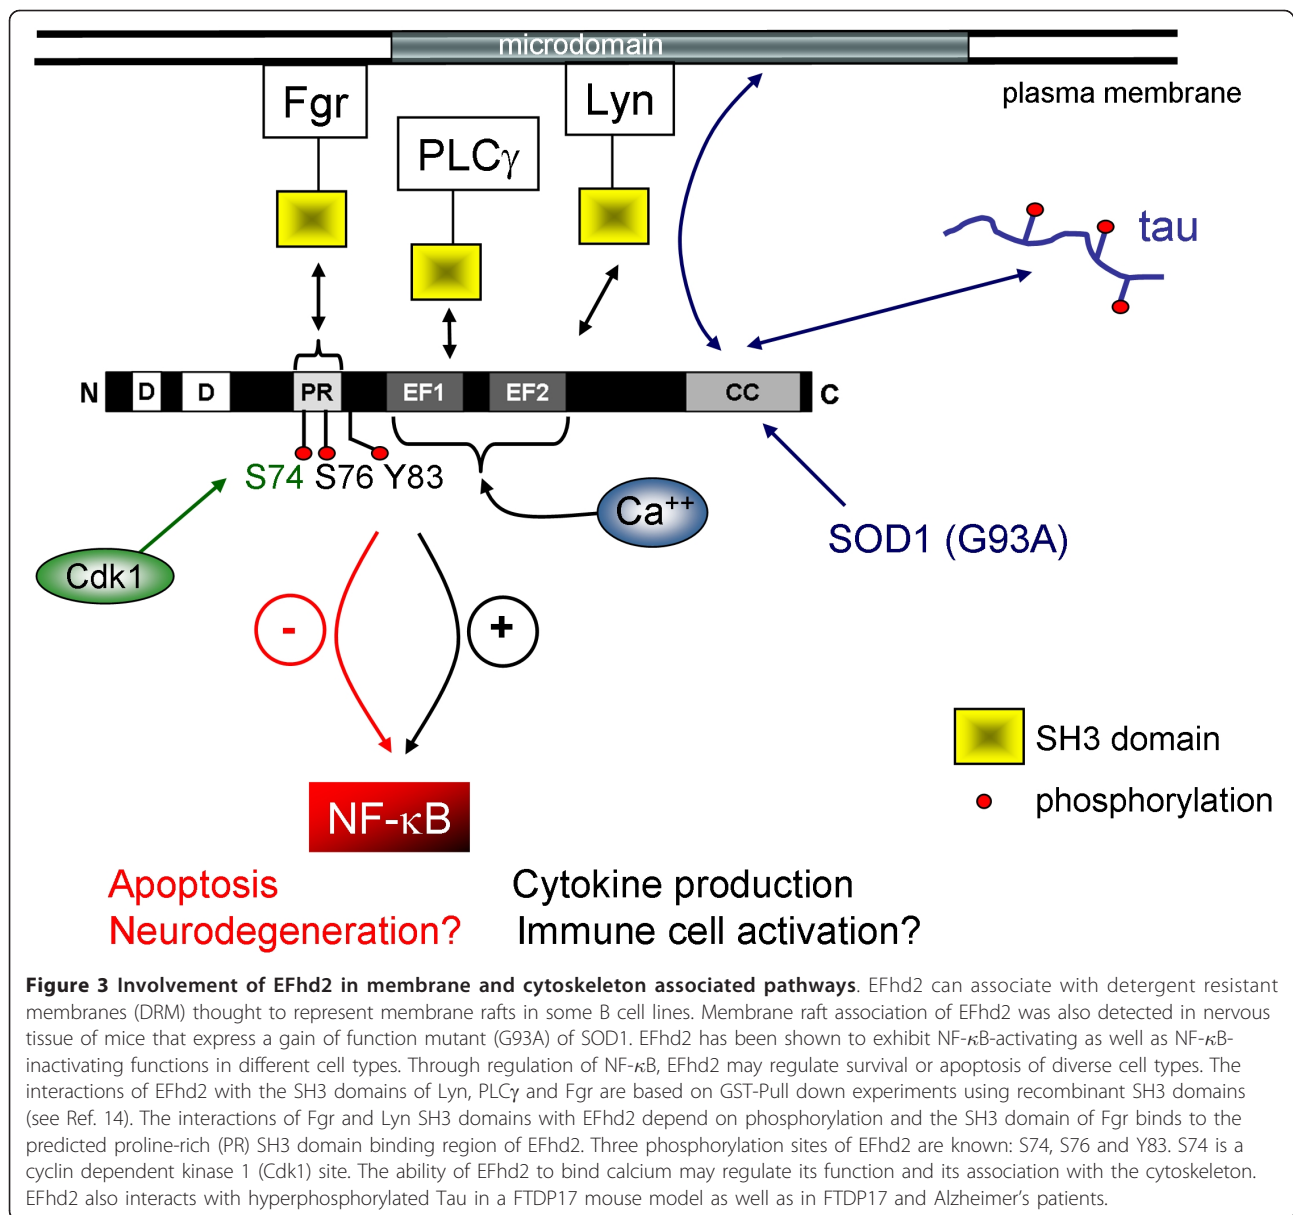 microdomain
plasma membrane
Fgr
Lyn
PLCγ
tau
N
D
D
PR
EF1
EF2
CC
C
S74 S76 Y83
Ca++
SOD1 (G93A)
Cdk1
-
+
SH3 domain
phosphorylation
NF-κB
Apoptosis
Cytokine production
Neurodegeneration?
Immune cell activation?
Figure 3 Involvement of EFhd2 in membrane and cytoskeleton associated pathways. EFhd2 can associate with detergent resistant
membranes (DRM) thought to represent membrane rafts in some B cell lines. Membrane raft association of EFhd2 was also detected in nervous
tissue of mice that express a gain of function mutant (G93A) of SOD1. EFhd2 has been shown to exhibit NF-κB-activating as well as NF-κB-
inactivating functions in different cell types. Through regulation of NF-κB, EFhd2 may regulate survival or apoptosis of diverse cell types. The
interactions of EFhd2 with the SH3 domains of Lyn, PLCγ and Fgr are based on GST-Pull down experiments using recombinant SH3 domains
(see Ref. 14). The interactions of Fgr and Lyn SH3 domains with EFhd2 depend on phosphorylation and the SH3 domain of Fgr binds to the
predicted proline-rich (PR) SH3 domain binding region of EFhd2. Three phosphorylation sites of EFhd2 are known: S74, S76 and Y83. S74 is a
cyclin dependent kinase 1 (Cdk1) site. The ability of EFhd2 to bind calcium may regulate its function and its association with the cytoskeleton.
EFhd2 also interacts with hyperphosphorylated Tau in a FTDP17 mouse model as well as in FTDP17 and Alzheimer's patients.